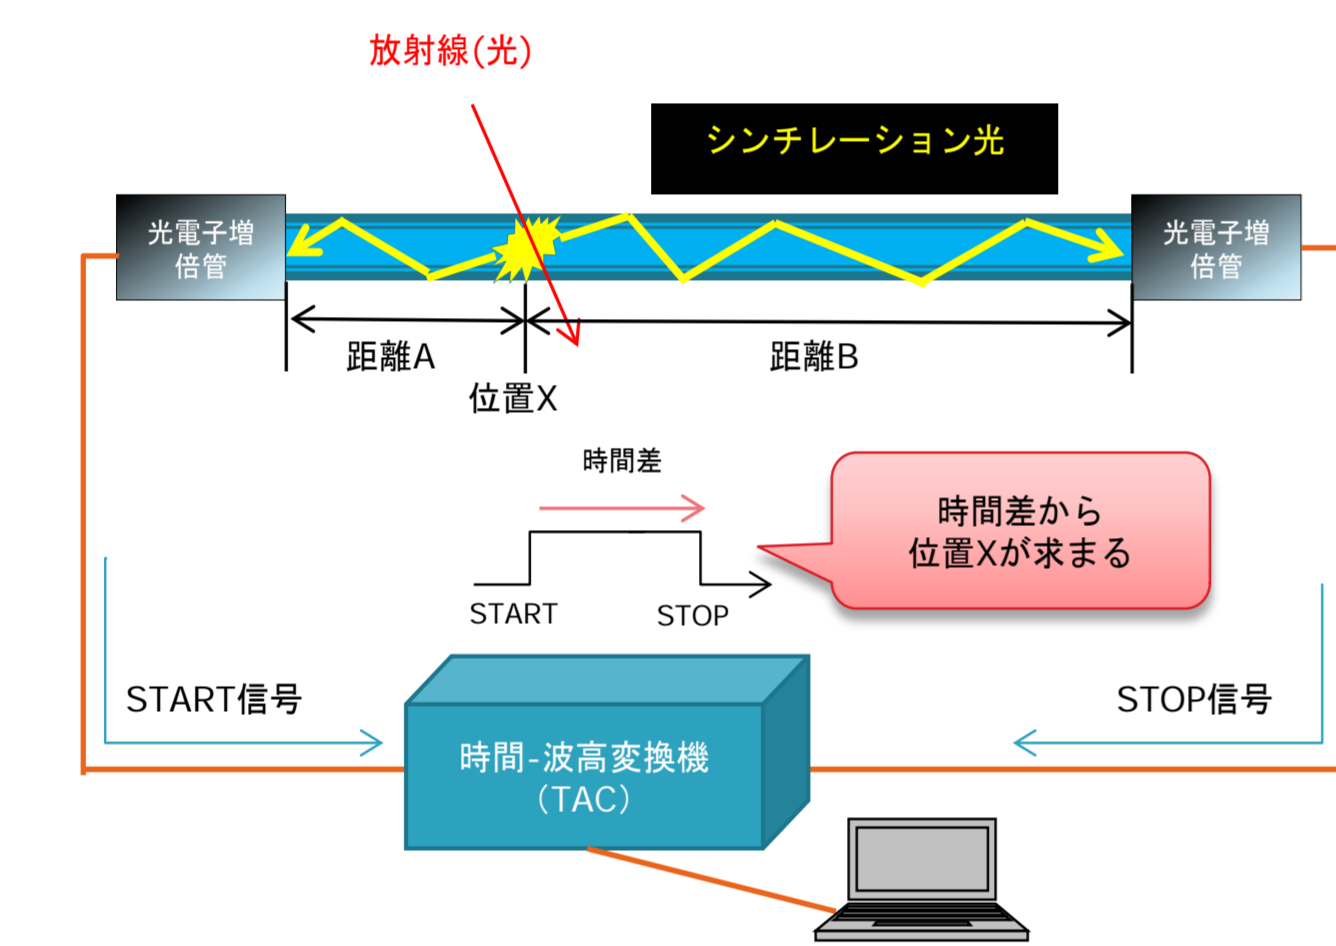 放射線(光)
シンチレーション光
光電子増
倍管
光電子増
倍管
距離A
距離B
位置X
時間差
時間差から
位置Xが求まる
START
STOP
START信号
STOP信号
時間-波高変換機
（TAC）